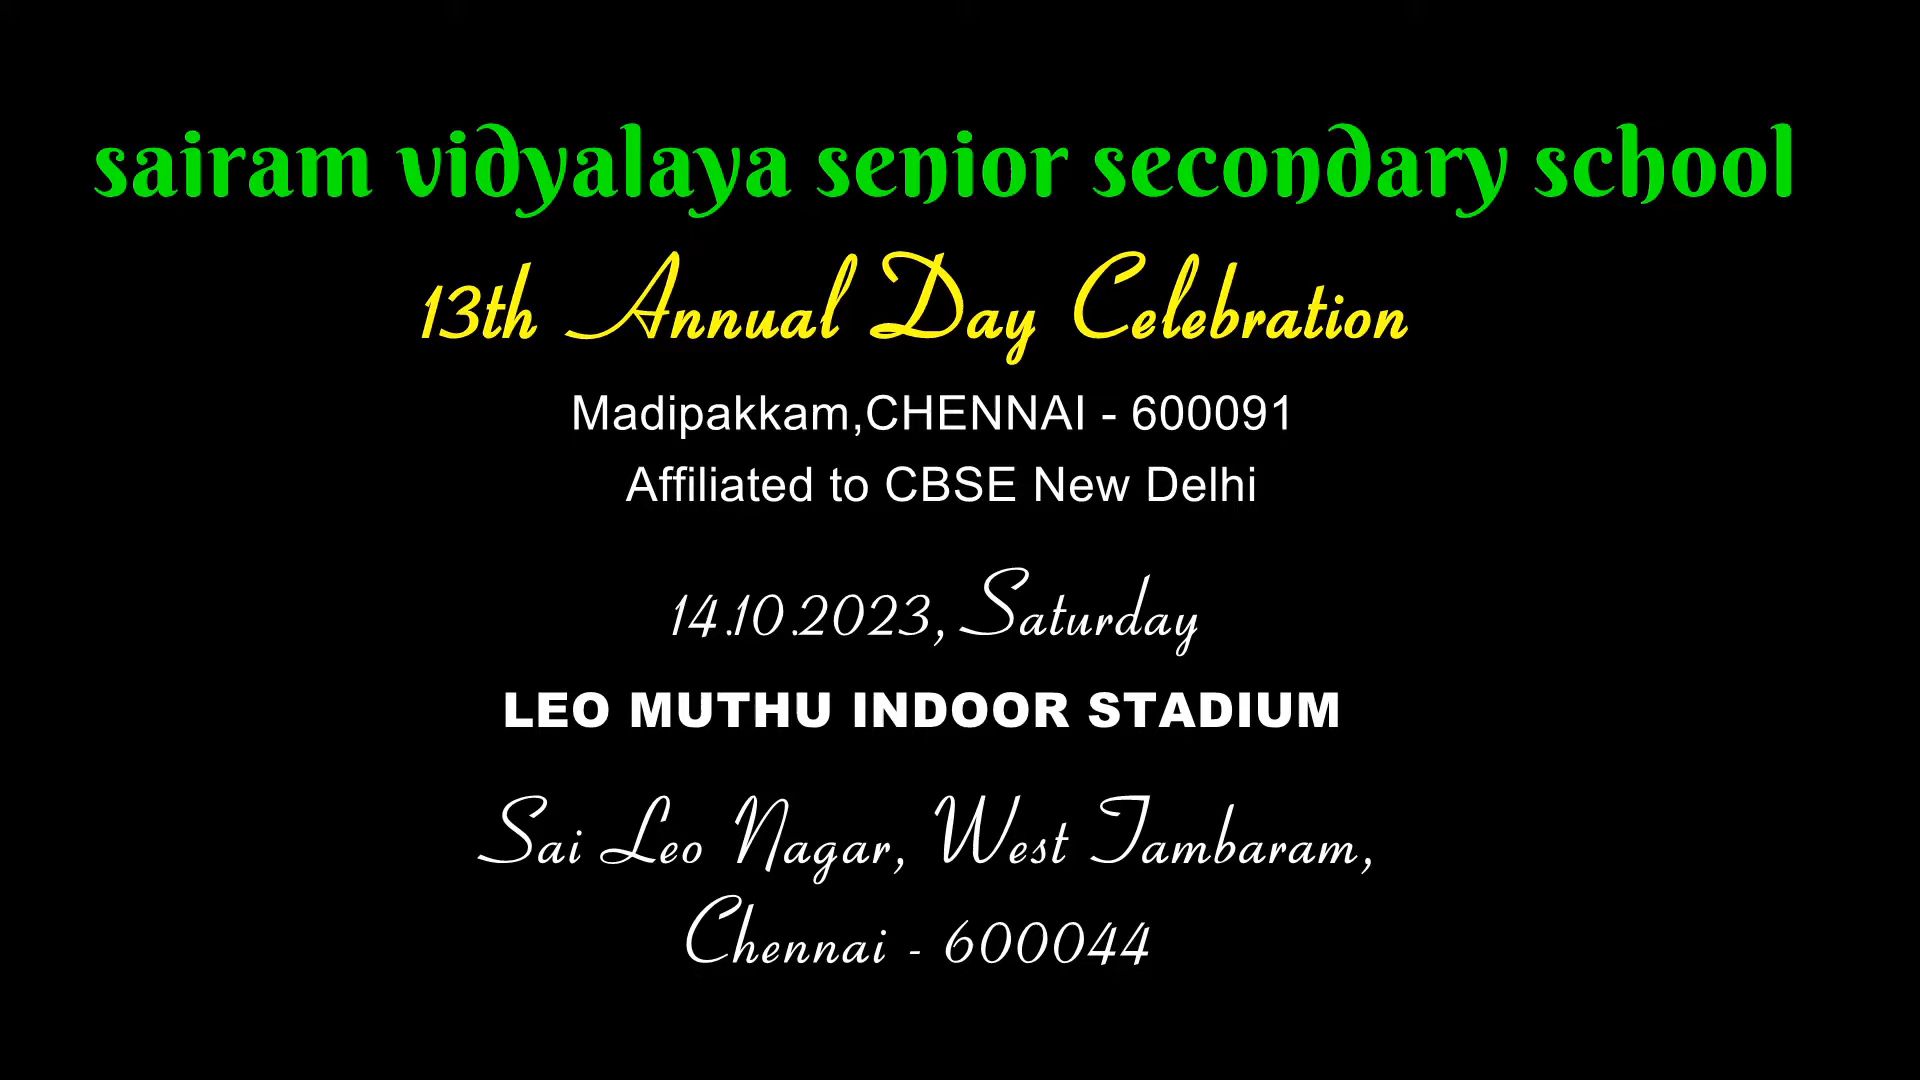 sairam vidyalaya senior secondary school
13th Annual Day Celebration
Madipakkam,CHENNAI - 600091
Affiliated to CBSE New Delhi
14.10.2023, Saturday
LEO MUTHU INDOOR STADIUM
Sai Leo Nagar, West Tambaram,
Chennai - 600044